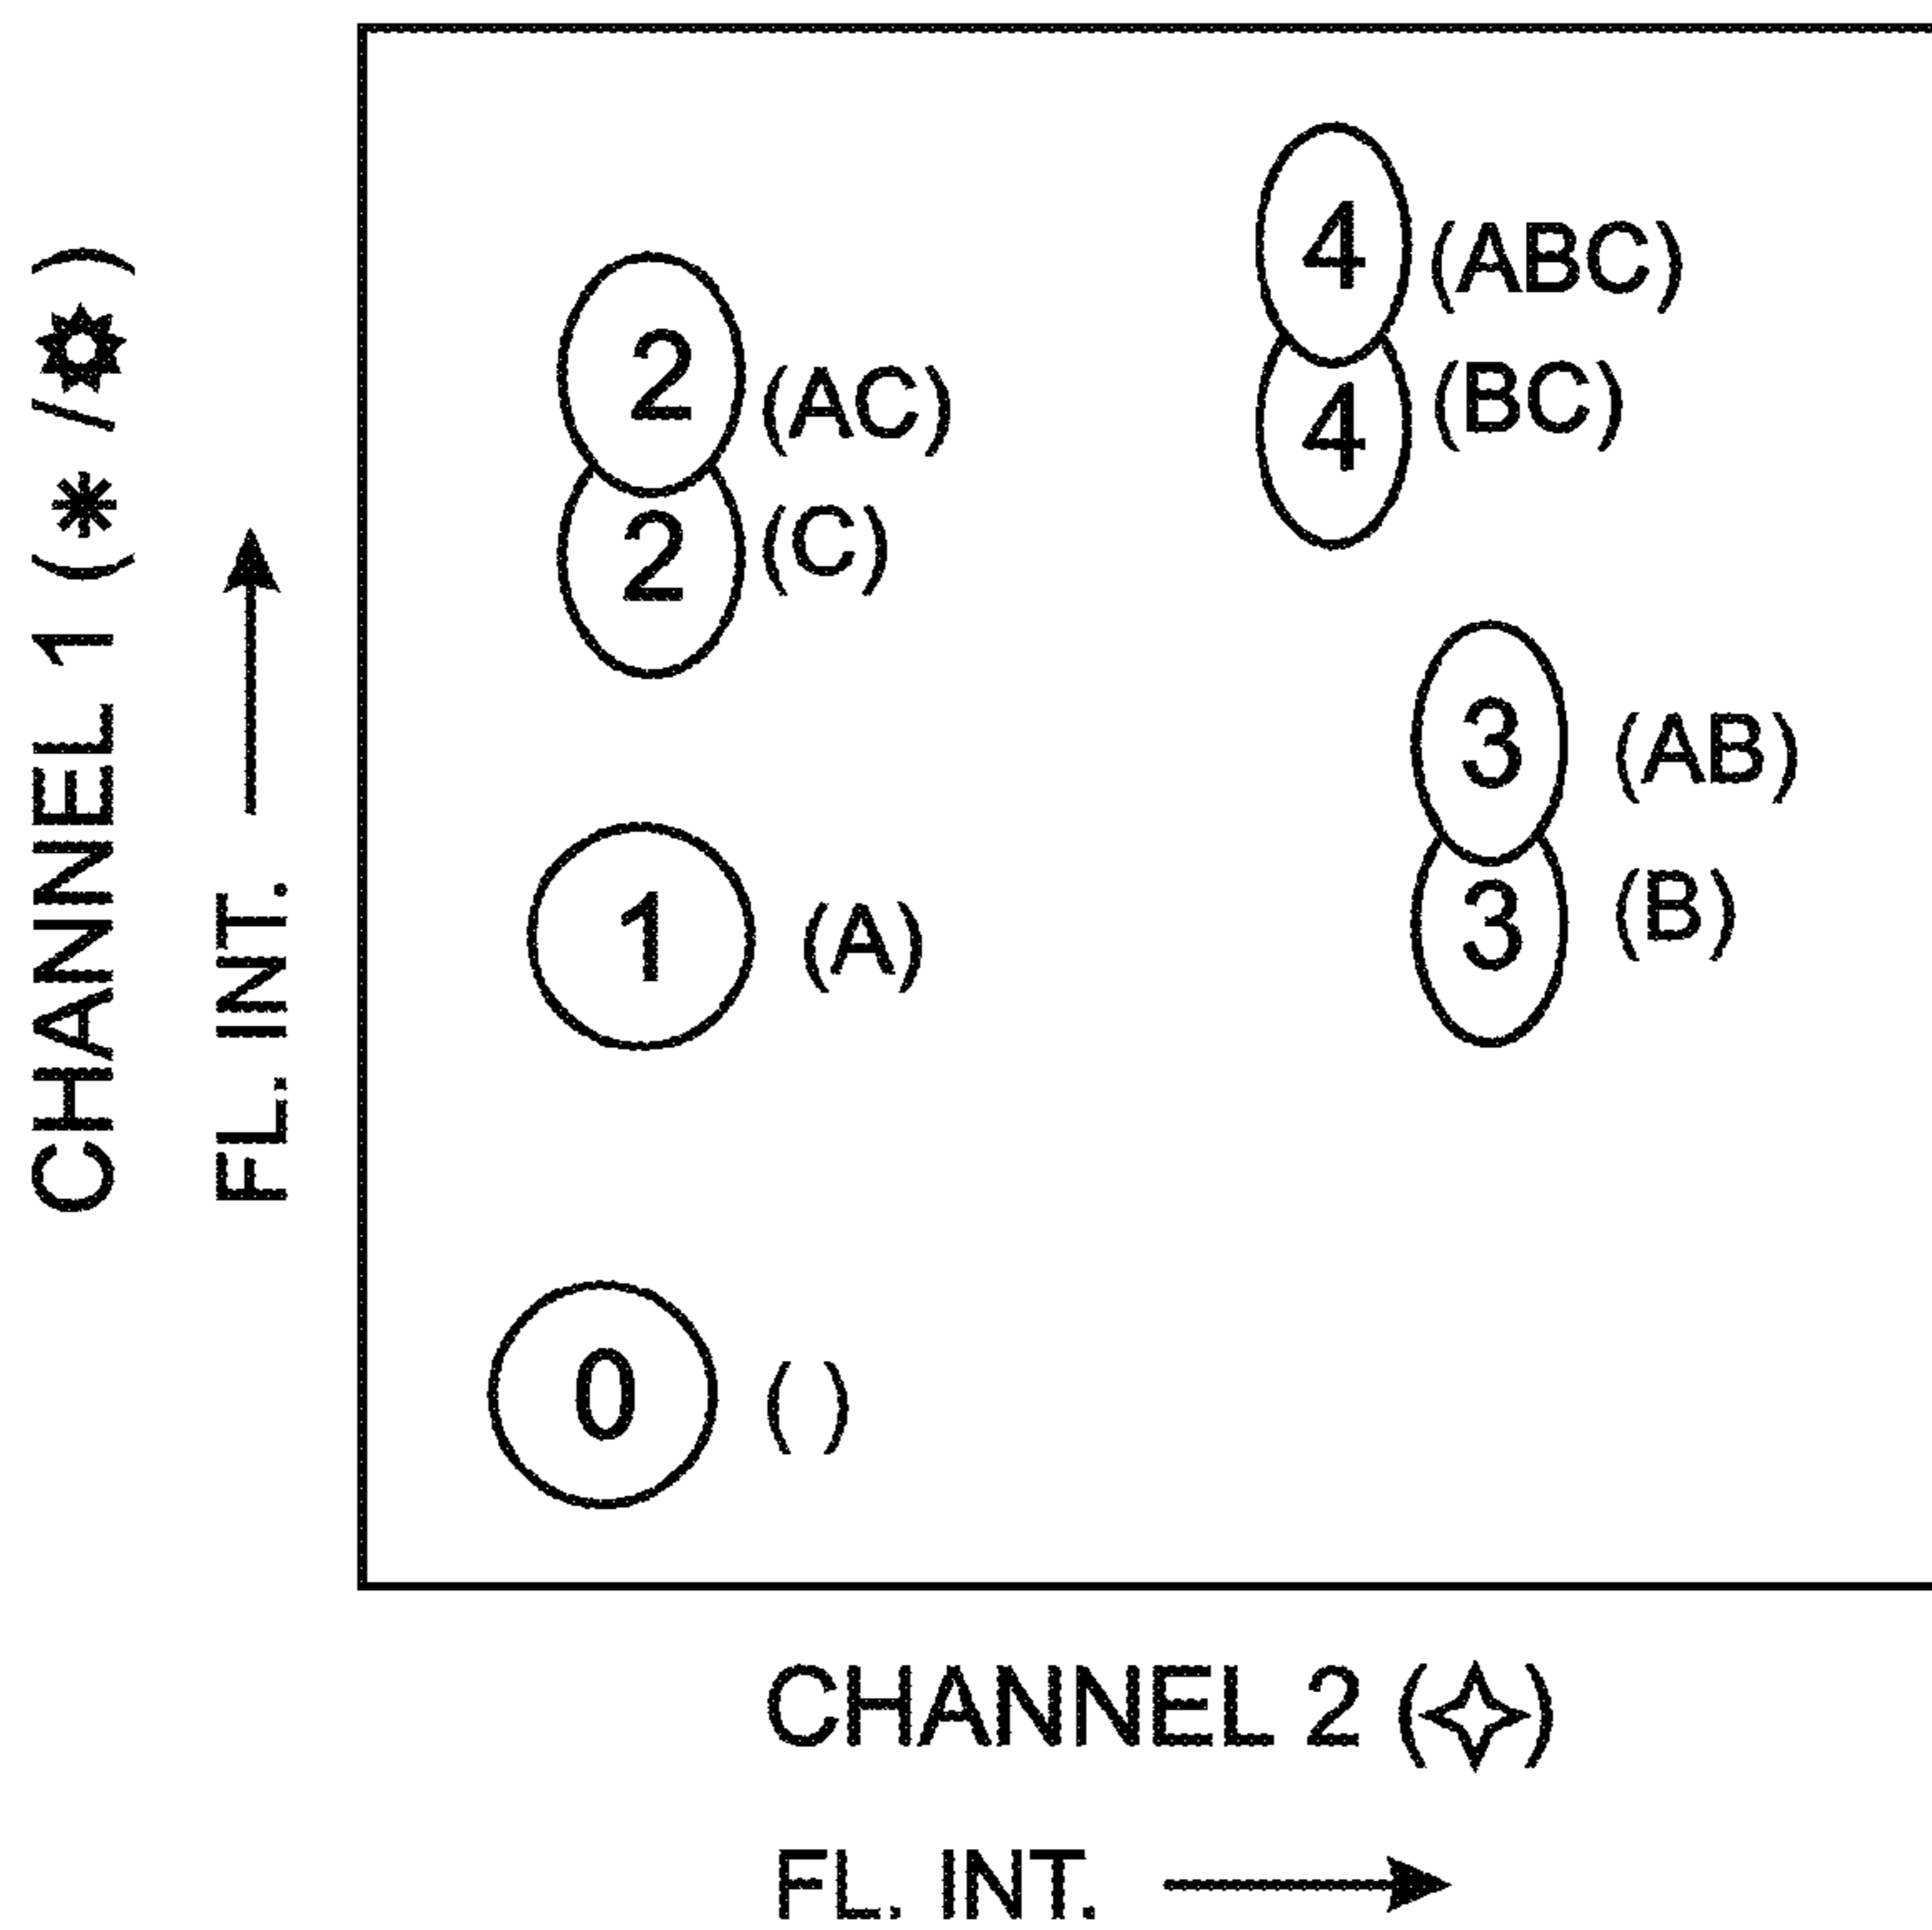 CHANNEL 1 (* /✹)
FL. INT.
4 (ABC)
2 (AC)
4 (BC)
2 (C)
3 (AB)
1 (A)
3 (B)
0 ( )
CHANNEL 2 (✧)
FL. INT.